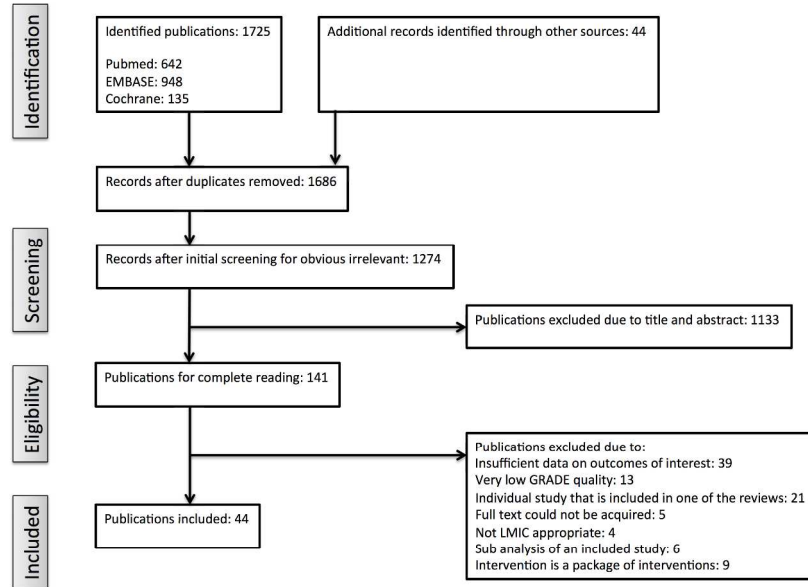 Identification
Identified publications: 1725
Pubmed: 642
EMBASE: 948
Cochrane: 135
Additional records identified through other sources: 44
Records after duplicates removed: 1686
Screening
Records after initial screening for obvious irrelevant: 1274
Publications excluded due to title and abstract: 1133
Eligibility
Publications for complete reading: 141
Publications excluded due to:
Insufficient data on outcomes of interest: 39
Very low GRADE quality: 13
Individual study that is included in one of the reviews: 21
Full text could not be acquired: 5
Not LMIC appropriate: 4
Sub analysis of an included study: 6
Intervention is a package of interventions: 9
Included
Publications included: 44